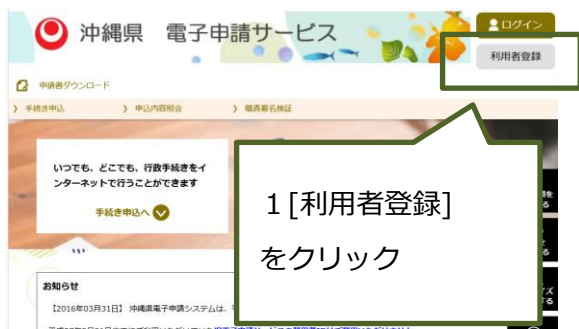 沖縄県 電子申請サービス
ログイン
利用者登録
申請書ダウンロード
手続き申込
申込内容照会
職責署名検証
いつでも、どこでも、行政手続きをイ
ンターネットで行うことができます
手続き申込へ
1[利用者登録]
をクリック
お知らせ
【2016年03月31日】 沖縄県電子申請システムは、